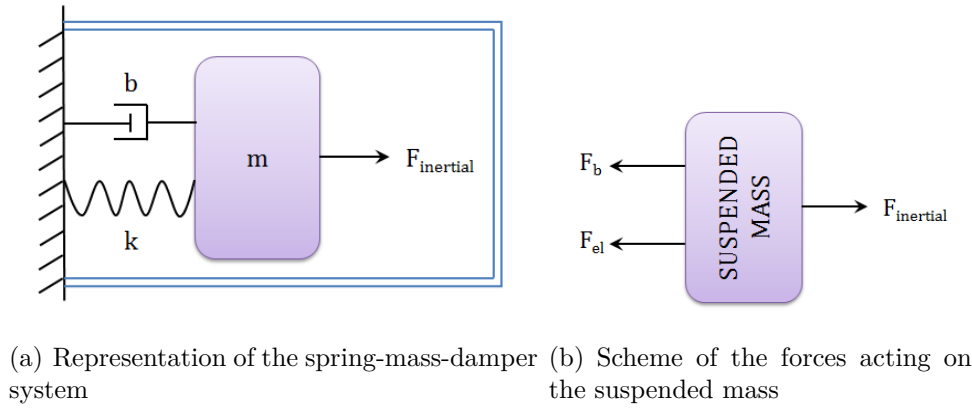 b
m
F_inertial
k
F_b
F_el
SUSPENDED
MASS
F_inertial
(a) Representation of the spring-mass-damper
system
(b) Scheme of the forces acting on
the suspended mass